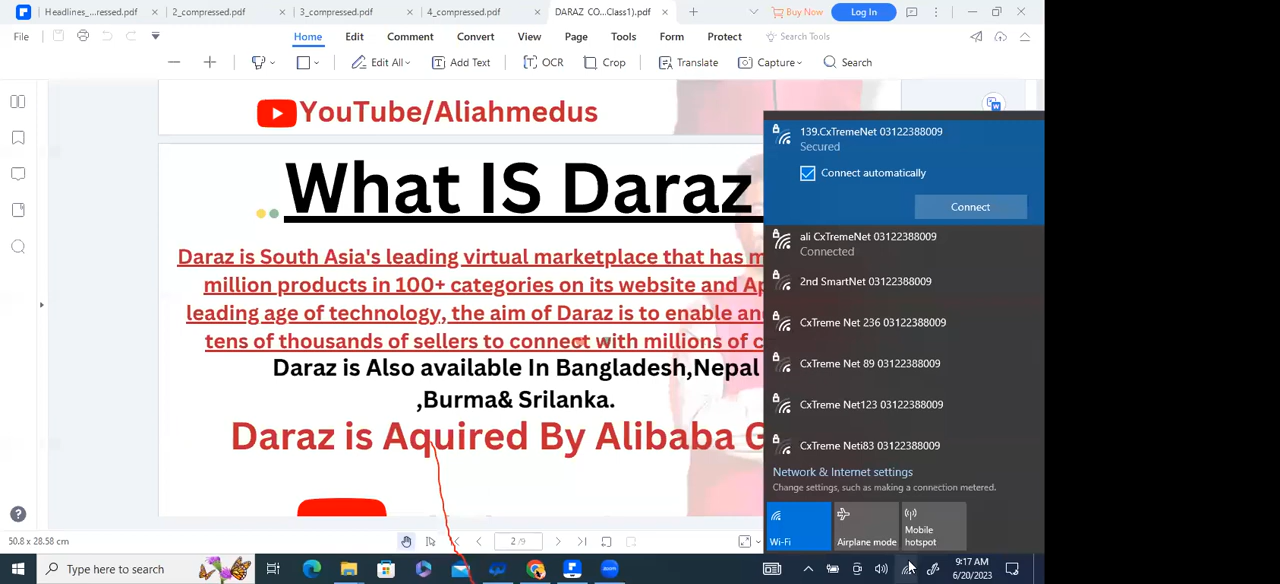 Headlines_...ressed.pdf 2_compressed.pdf 3_compressed.pdf 4_compressed.pdf DARAZ CO...Class1).pdf Buy Now Log In
File Home Edit Comment Convert View Page Tools Form Protect Search Tools
Edit All Add Text OCR Crop Translate Capture Search
YouTube/Aliahmedus
What IS Daraz
Daraz is South Asia's leading virtual marketplace that has m
million products in 100+ categories on its website and Ap
leading age of technology, the aim of Daraz is to enable an
tens of thousands of sellers to connect with millions of c
Daraz is Also available In Bangladesh,Nepal
,Burma& Srilanka.
Daraz is Aquired By Alibaba G
139.CxTremeNet 03122388009
Secured
Connect automatically
Connect
ali CxTremeNet 03122388009
Connected
2nd SmartNet 03122388009
CxTreme Net 236 03122388009
CxTreme Net 89 03122388009
CxTreme Net123 03122388009
CxTreme Neti83 03122388009
Network & Internet settings
Change settings, such as making a connection metered.
Wi-Fi Airplane mode Mobile hotspot
50.8 x 28.58 cm 2 /9
Type here to search zoom 9:17 AM
6/20/2023